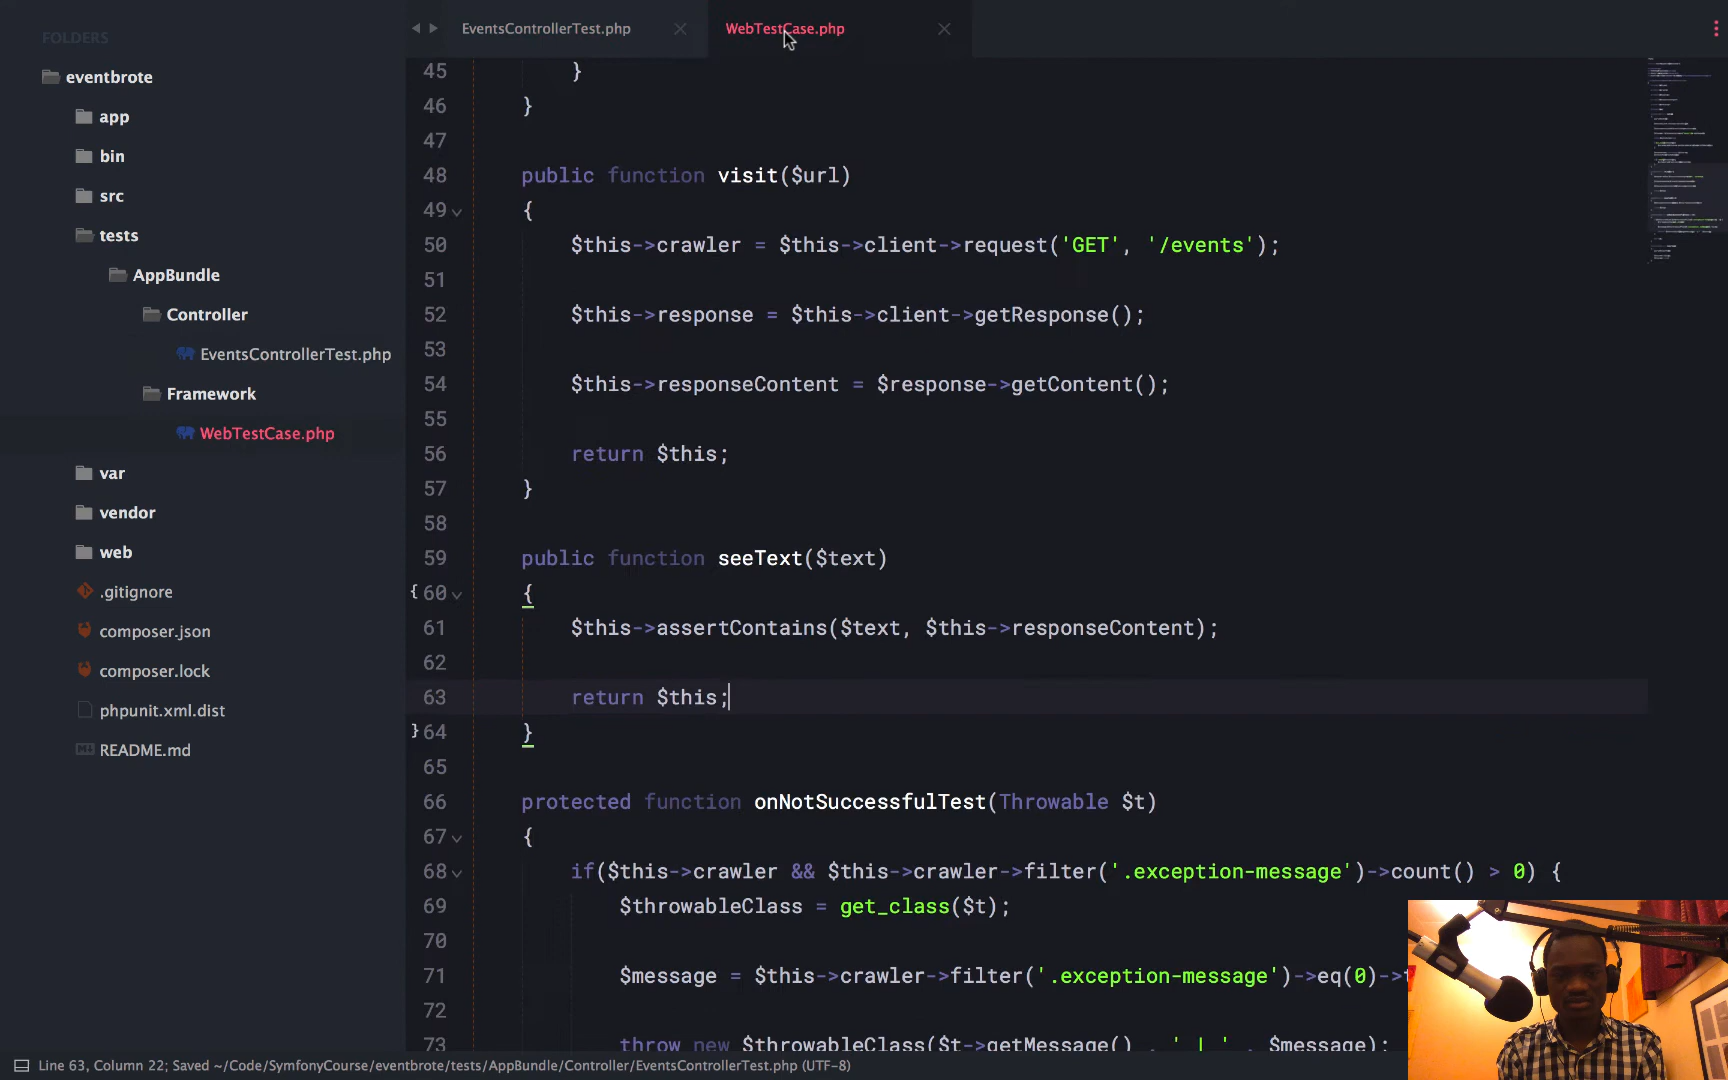 FOLDERS
eventbrote
app
bin
src
tests
AppBundle
Controller
EventsControllerTest.php
Framework
WebTestCase.php
var
vendor
web
.gitignore
composer.json
composer.lock
phpunit.xml.dist
README.md
EventsControllerTest.php
WebTestCase.php
45 }
46 }
47
48 public function visit($url)
49 {
50 $this->crawler = $this->client->request('GET', '/events');
51
52 $this->response = $this->client->getResponse();
53
54 $this->responseContent = $response->getContent();
55
56 return $this;
57 }
58
59 public function seeText($text)
{ 60 {
61 $this->assertContains($text, $this->responseContent);
62
63 return $this;
} 64 }
65
66 protected function onNotSuccessfulTest(Throwable $t)
67 {
68 if($this->crawler && $this->crawler->filter('.exception-message')->count() > 0) {
69 $throwableClass = get_class($t);
70
71 $message = $this->crawler->filter('.exception-message')->eq(0)->
72
73 throw new $throwableClass($t->getMessage() . ' | ' . $message);
Line 63, Column 22; Saved ~/Code/SymfonyCourse/eventbrote/tests/AppBundle/Controller/EventsControllerTest.php (UTF-8)